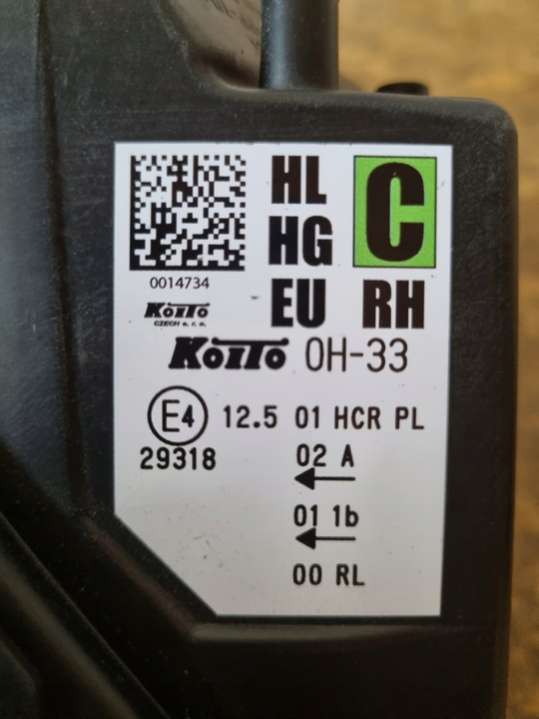 HL
HG
EU
C
RH
0014734
KOITO
CZECH s.r.o.
KOITO 0H-33
E4 12.5 01 HCR PL
29318 02 A
01 1b
00 RL